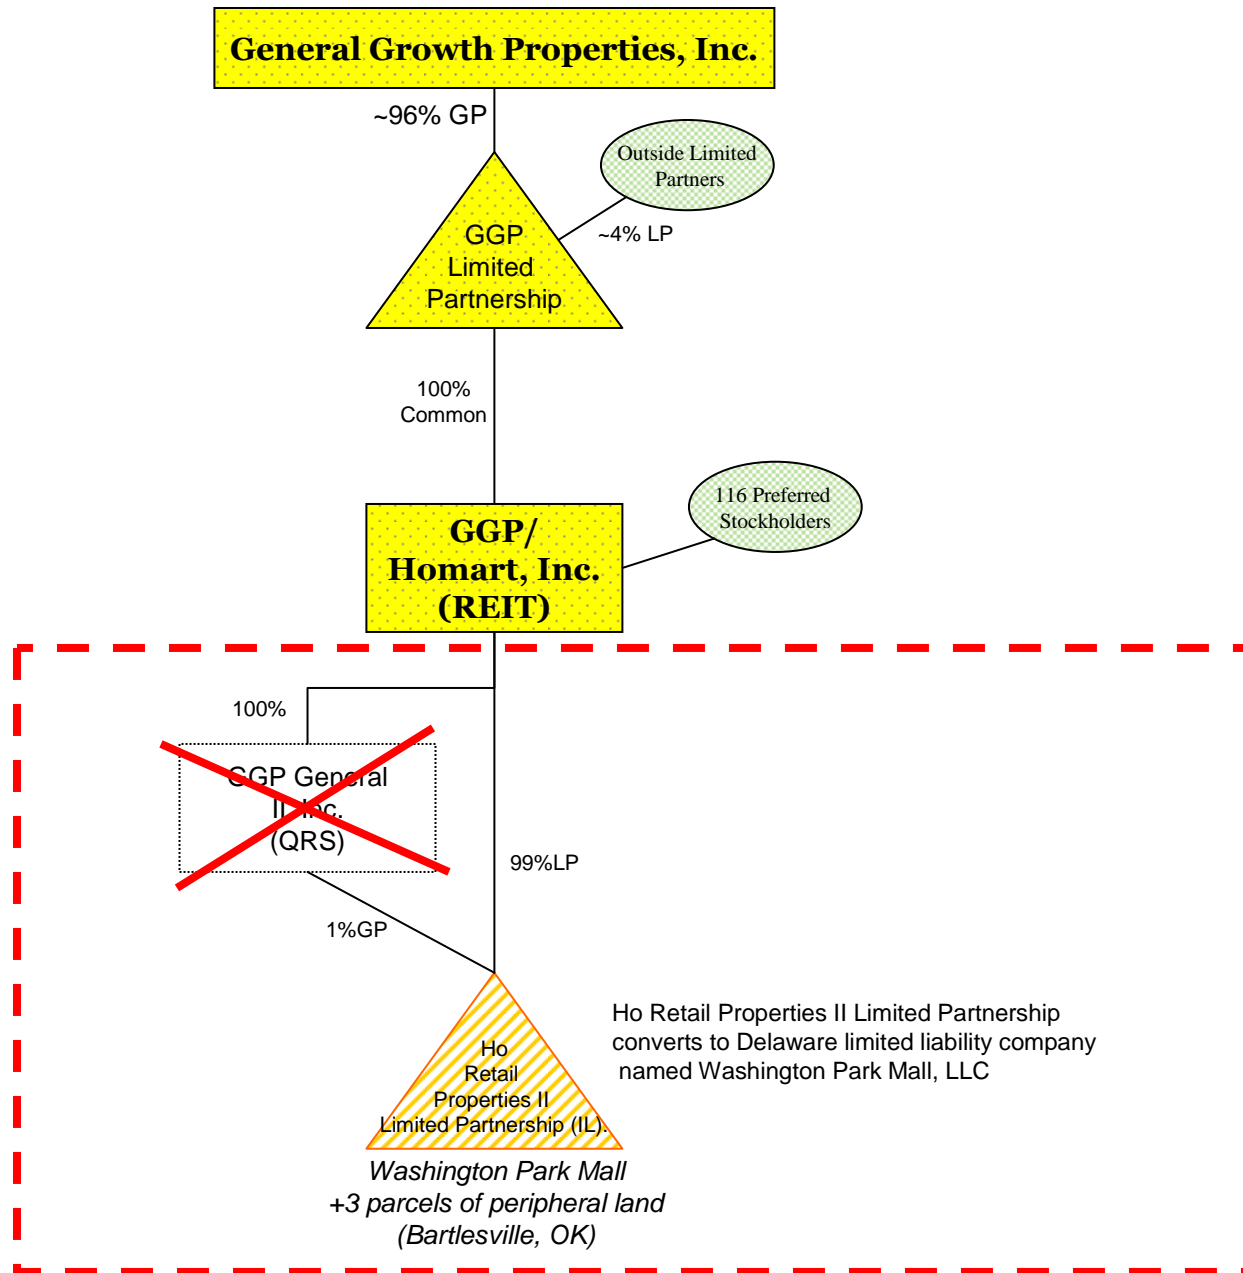 General Growth Properties, Inc.
~96% GP
Outside Limited
Partners
~4% LP
GGP
Limited
Partnership
100%
Common
116 Preferred
Stockholders
GGP/
Homart, Inc.
(REIT)
100%
GGP General
II, Inc.
(QRS)
99%LP
1%GP
Ho Retail Properties II Limited Partnership
converts to Delaware limited liability company
named Washington Park Mall, LLC
Ho
Retail
Properties II
Limited Partnership (IL).
Washington Park Mall
+3 parcels of peripheral land
(Bartlesville, OK)